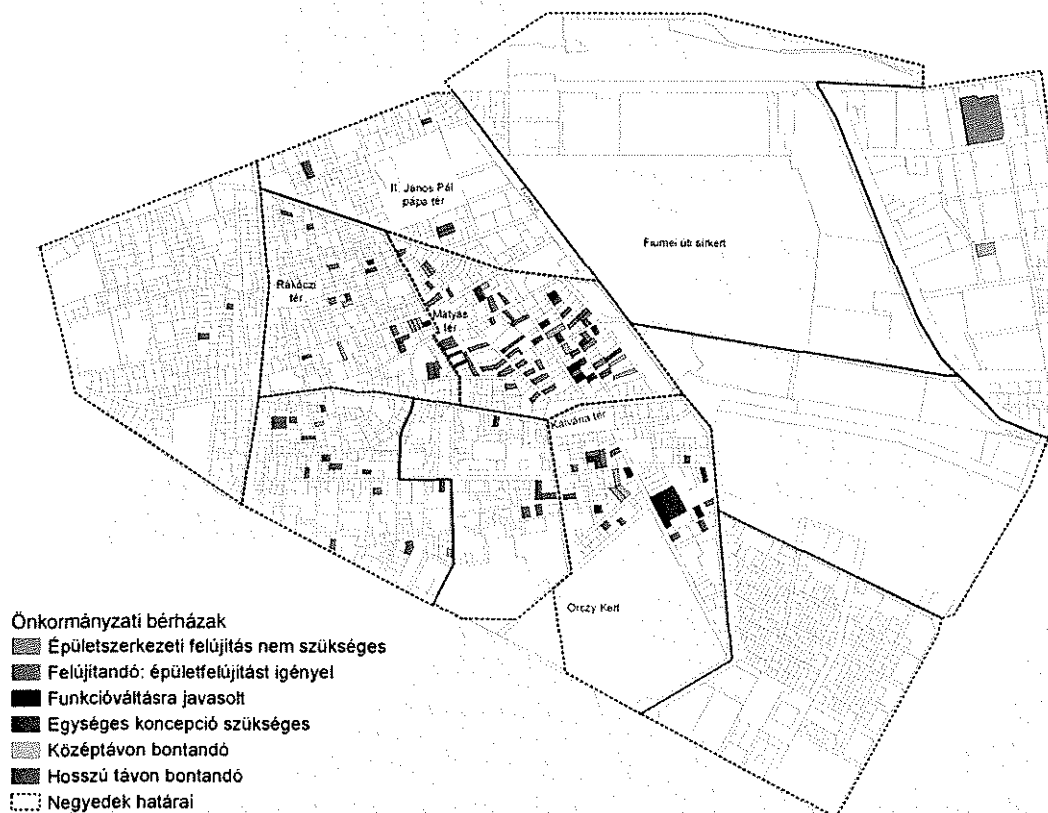 II. János Pál
pápa tér
Fiumei úti sírkert
Rákóczi
tér
Mátyás
tér
Kálvária tér
Orczy Kert
Önkormányzati bérházak
Épületszerkezeti felújítás nem szükséges
Felújítandó: épületfelújítást igényel
Funkcióváltásra javasolt
Egységes koncepció szükséges
Középtávon bontandó
Hosszú távon bontandó
Negyedek határai